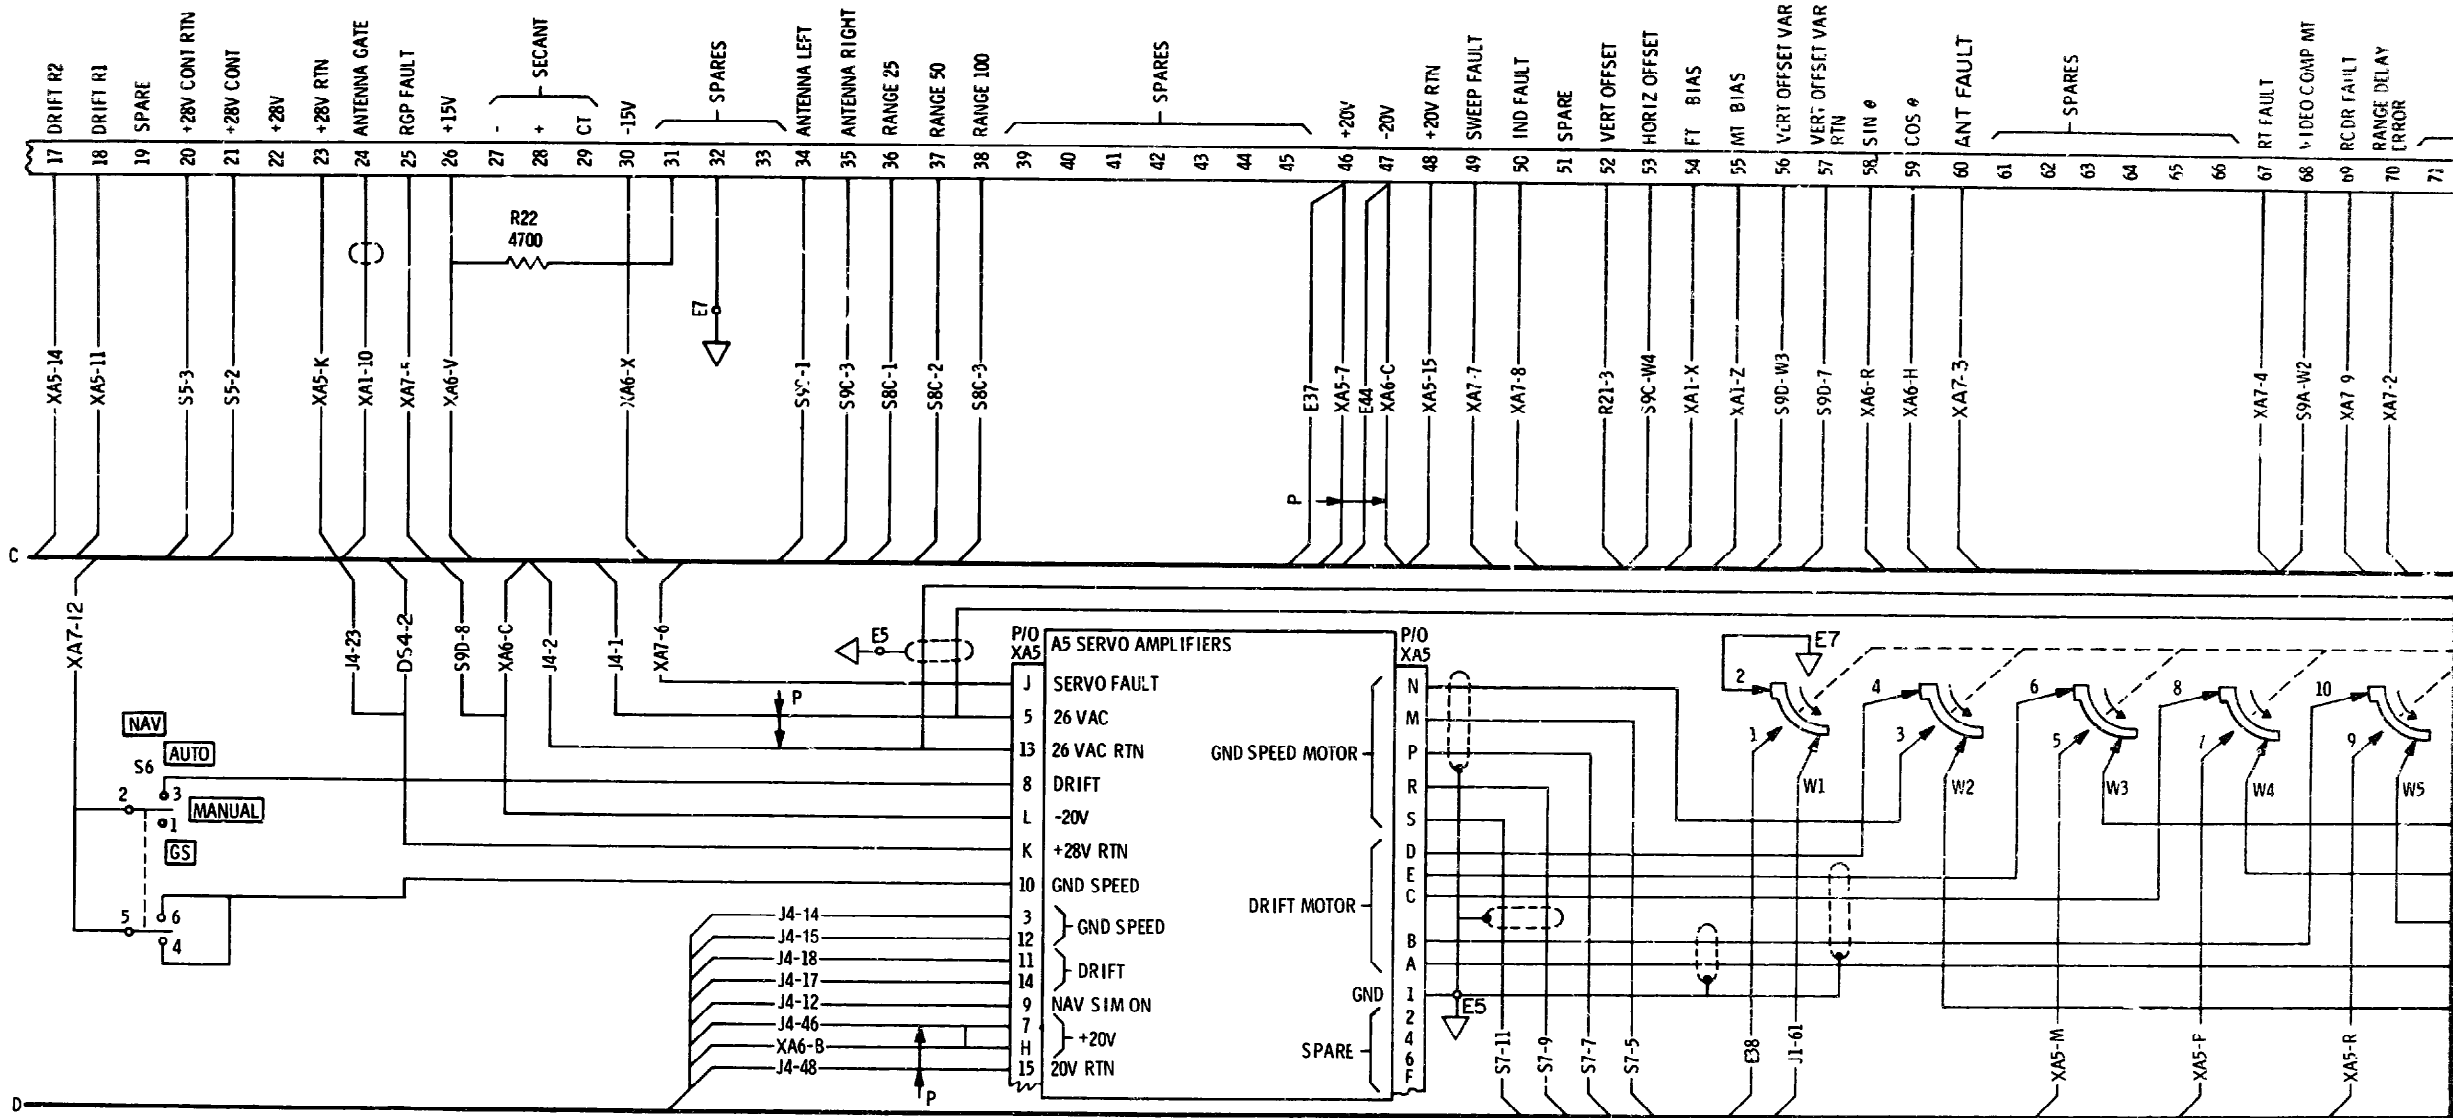 17 DRIFT R2
18 DRIFT R1
19 SPARE
20 +28V CONT RTN
21 +28V CONT
22 +28V
23 +28V RTN
24 ANTENNA GATE
25 RGP FAULT
26 +15V
27 -
28 +
29 CT
SECANT
30 -15V
31
32
33
SPARES
34 ANTENNA LEFT
35 ANTENNA RIGHT
36 RANGE 25
37 RANGE 50
38 RANGE 100
39
40
41
42
43
44
45
SPARES
46 +20V
47 -20V
48 +20V RTN
49 SWEEP FAULT
50 IND FAULT
51 SPARE
52 VERT OFFSET
53 HORIZ OFFSET
54 FT BIAS
55 MT BIAS
56 VERT OFFSET VAR
57 VERT OFFSET VAR
RTN
58 SIN θ
59 COS θ
60 ANT FAULT
61
62
63
64
65
66
SPARES
67 RT FAULT
68 VIDEO COMP MT
69 RCDR FAULT
70 RANGE DELAY
ERROR
71
R22
4700
E7
XA5-14
XA5-11
S5-3
S5-2
XA5-K
XA1-10
XA7-5
XA6-V
XA6-X
S9C-1
S9C-3
S8C-1
S8C-2
S8C-3
E37
XA5-7
E44
XA6-C
XA5-15
XA7-7
XA7-8
R21-3
S9C-W4
XA1-X
XA1-Z
S9D-W3
S9D-7
XA6-R
XA6-H
XA7-3
XA7-4
S9A-W2
XA7 9
XA7-2
P
C
XA7-12
J4-23
DS4-2
S9D-8
XA6-C
J4-2
J4-1
XA7-6
E5
P
NAV
S6
AUTO
2
3
1
MANUAL
GS
5
6
4
P/O
XA5
A5 SERVO AMPLIFIERS
P/O
XA5
J SERVO FAULT
5 26 VAC
13 26 VAC RTN
8 DRIFT
L -20V
K +28V RTN
10 GND SPEED
J4-14 3
J4-15 12
GND SPEED
J4-18 11
J4-17 14
DRIFT
J4-12 9 NAV SIM ON
J4-46 7
XA6-B H
+20V
J4-48 15 20V RTN
P
GND SPEED MOTOR
N
M
P
R
S
DRIFT MOTOR
D
E
C
B
A
GND 1
SPARE
2
4
6
F
E5
S7-11
S7-9
S7-7
S7-5
E7
2
1
W1
4
3
W2
6
5
W3
8
W4
10
9
W5
E38
J1-61
XA5-M
XA5-R
D